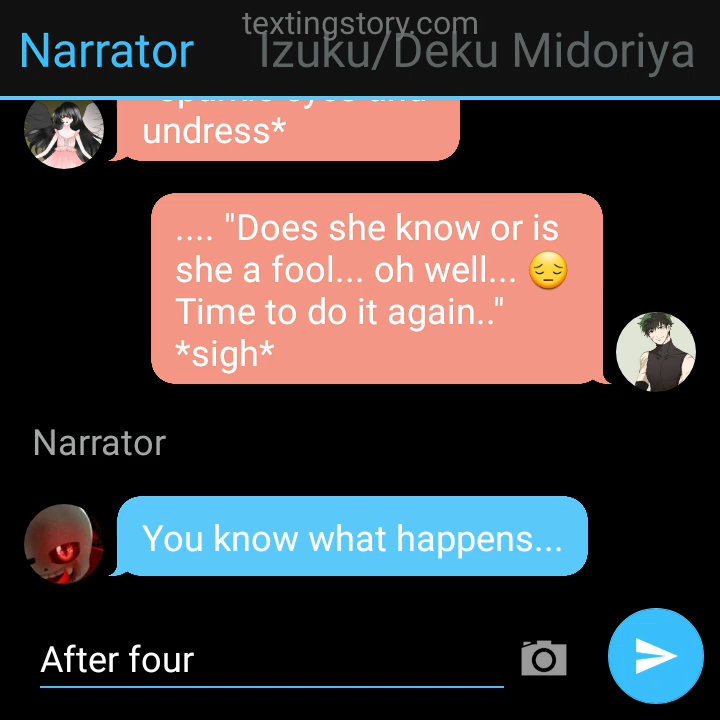 textingstory.com
Narrator Izuku/Deku Midoriya
undress*
.... "Does she know or is
she a fool... oh well... 😔
Time to do it again.."
*sigh*
Narrator
You know what happens...
After four